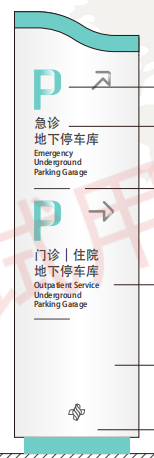 P
急诊
地下停车库
Emergency
Underground
Parking Garage
P
门诊｜住院
地下停车库
Outpatient Service
Underground
Parking Garage